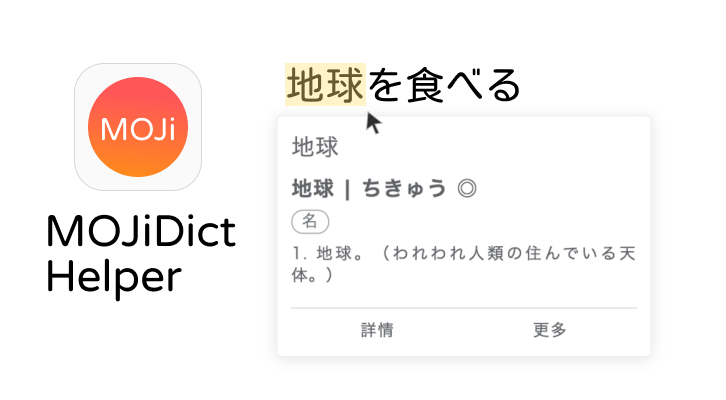 MOJi
MOJiDict
Helper
地球を食べる
地球
地球 | ちきゅう ◎
名
1. 地球。（われわれ人類の住んでいる天
体。）
詳情
更多